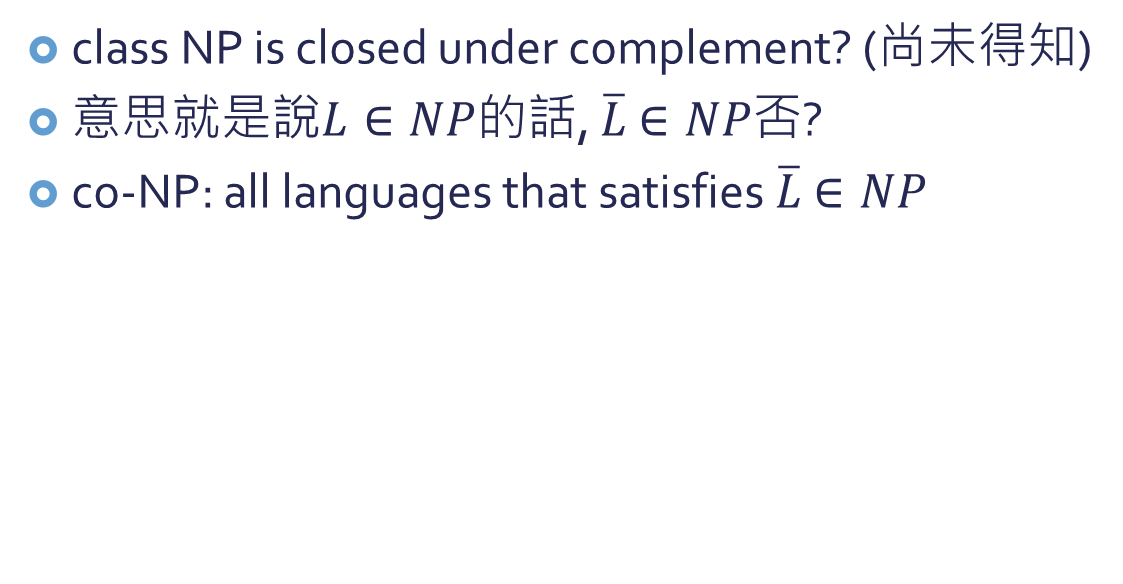 class NP is closed under complement? (尚未得知)
意思就是說𝐿 ∈ 𝑁𝑃的話, 𝐿̅ ∈ 𝑁𝑃否?
co-NP: all languages that satisfies 𝐿̅ ∈ 𝑁𝑃